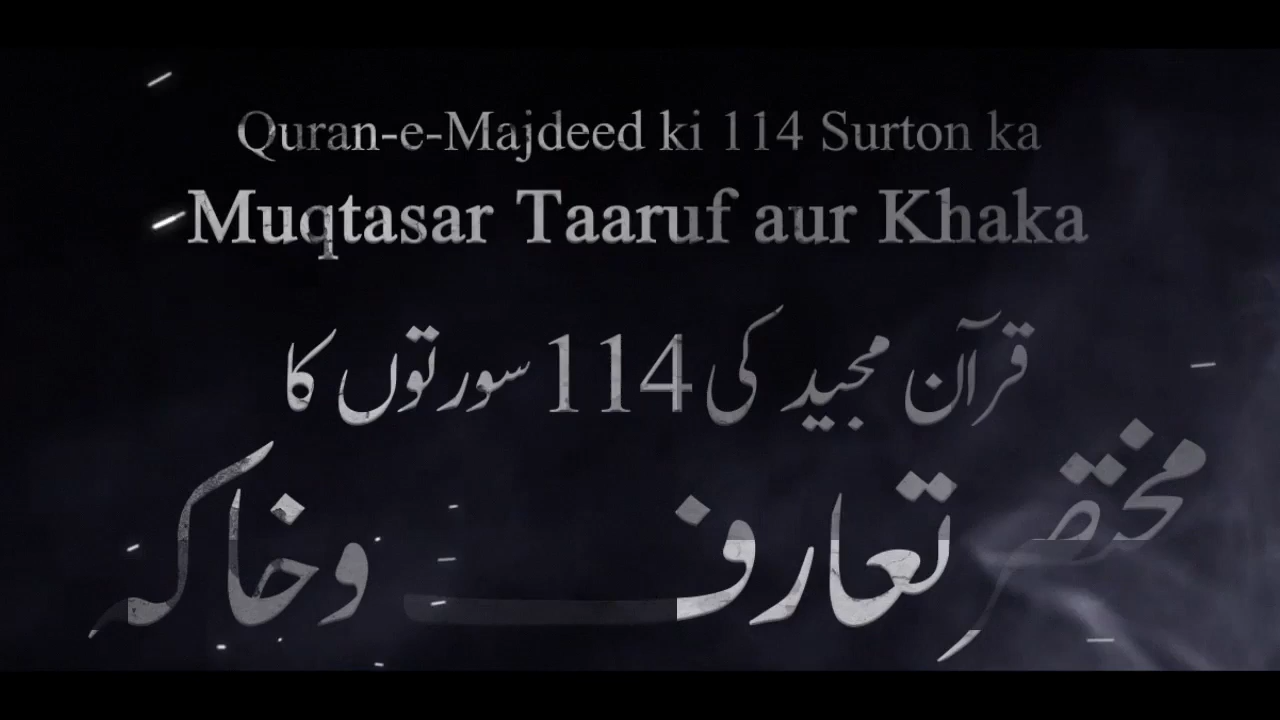 Quran-e-Majdeed ki 114 Surton ka
Muqtasar Taaruf aur Khaka
قرآن مجید کی 114 سورتوں کا
مختصر تعارف وخاکہ